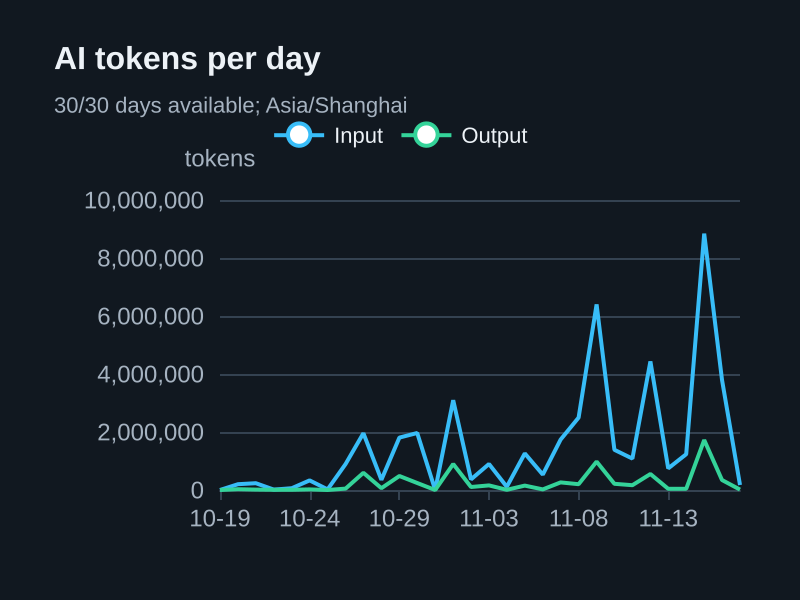 AI tokens per day
30/30 days available; Asia/Shanghai
Input Output
tokens
10,000,000
8,000,000
6,000,000
4,000,000
2,000,000
0
10-19 10-24 10-29 11-03 11-08 11-13